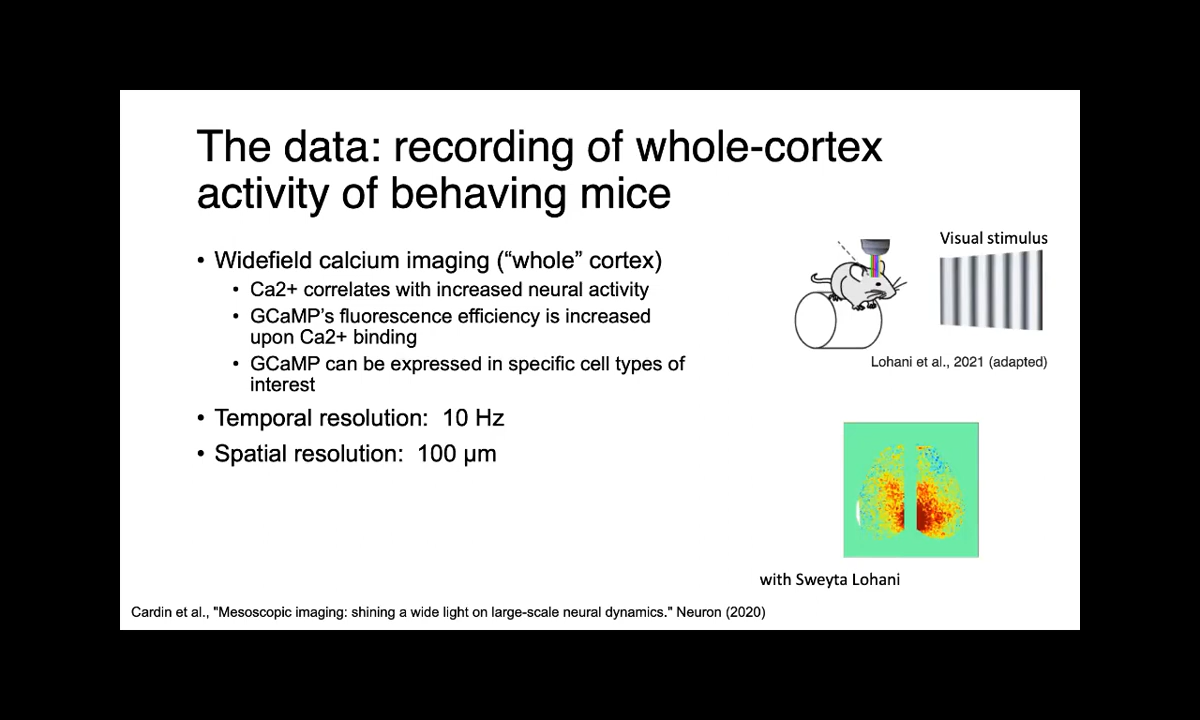 The data: recording of whole-cortex
activity of behaving mice
• Widefield calcium imaging (“whole” cortex)
• Ca2+ correlates with increased neural activity
• GCaMP’s fluorescence efficiency is increased
upon Ca2+ binding
• GCaMP can be expressed in specific cell types of
interest
• Temporal resolution: 10 Hz
• Spatial resolution: 100 μm
Visual stimulus
Lohani et al., 2021 (adapted)
with Sweyta Lohani
Cardin et al., "Mesoscopic imaging: shining a wide light on large-scale neural dynamics." Neuron (2020)